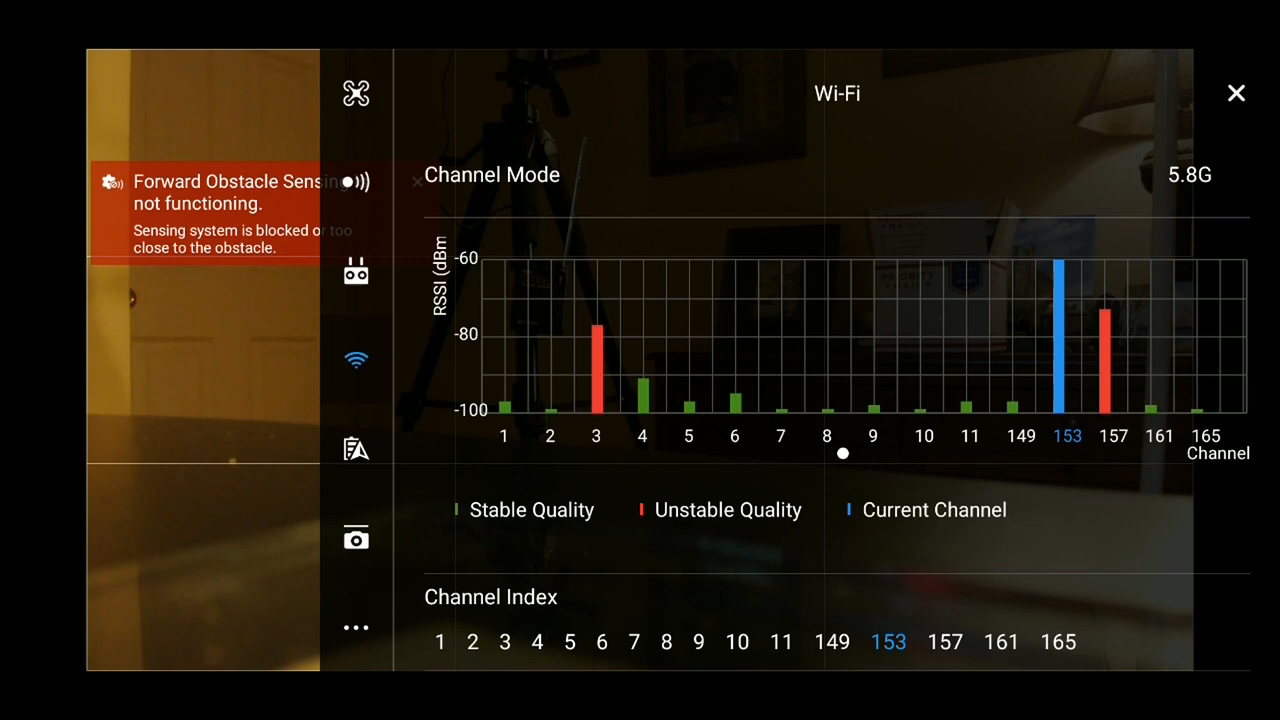 Wi-Fi
Forward Obstacle Sensing
not functioning.
Sensing system is blocked or too
close to the obstacle.
Channel Mode
5.8G
RSSI (dBm
-60
-80
-100
1 2 3 4 5 6 7 8 9 10 11 149 153 157 161 165
Channel
Stable Quality Unstable Quality Current Channel
Channel Index
1 2 3 4 5 6 7 8 9 10 11 149 153 157 161 165